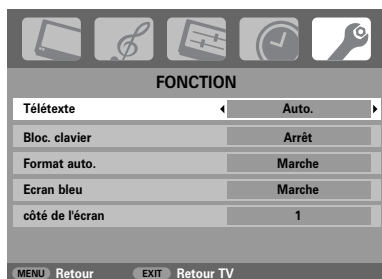 FONCTION
Télétexte Auto.
Bloc. clavier Arrêt
Format auto. Marche
Ecran bleu Marche
côté de l'écran 1
MENU Retour EXIT Retour TV